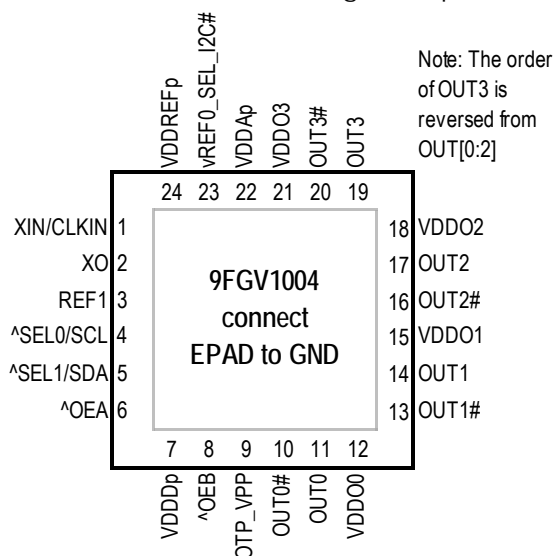 VDDREFp
vREF0_SEL_I2C#
VDDAp
VDDO3
OUT3#
OUT3
Note: The order
of OUT3 is
reversed from
OUT[0:2]
24 23 22 21 20 19
XIN/CLKIN 1
XO 2
REF1 3
^SEL0/SCL 4
^SEL1/SDA 5
^OEA 6
9FGV1004
connect
EPAD to GND
18 VDDO2
17 OUT2
16 OUT2#
15 VDDO1
14 OUT1
13 OUT1#
7 8 9 10 11 12
VDDDp
^OEB
OTP_VPP
OUT0#
OUT0
VDDO0